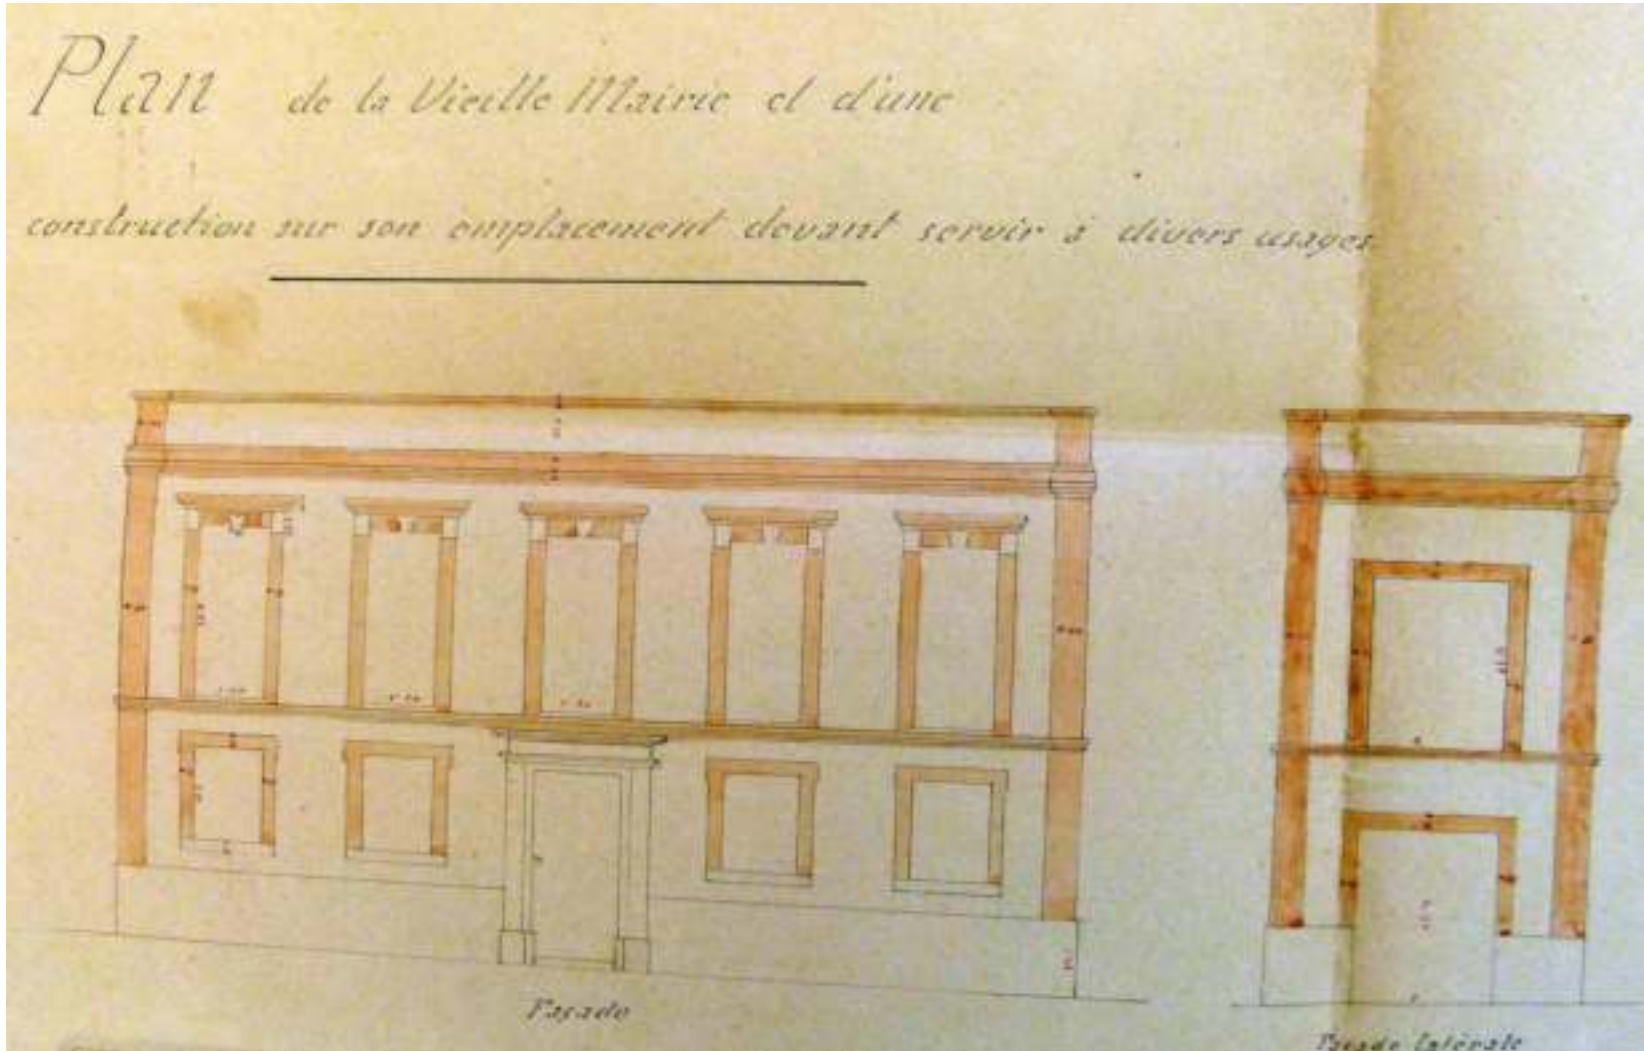 Plan de la Vieille Mairie et d'une
construction sur son emplacement devant servir à divers usages
Façade
Façade Latérale